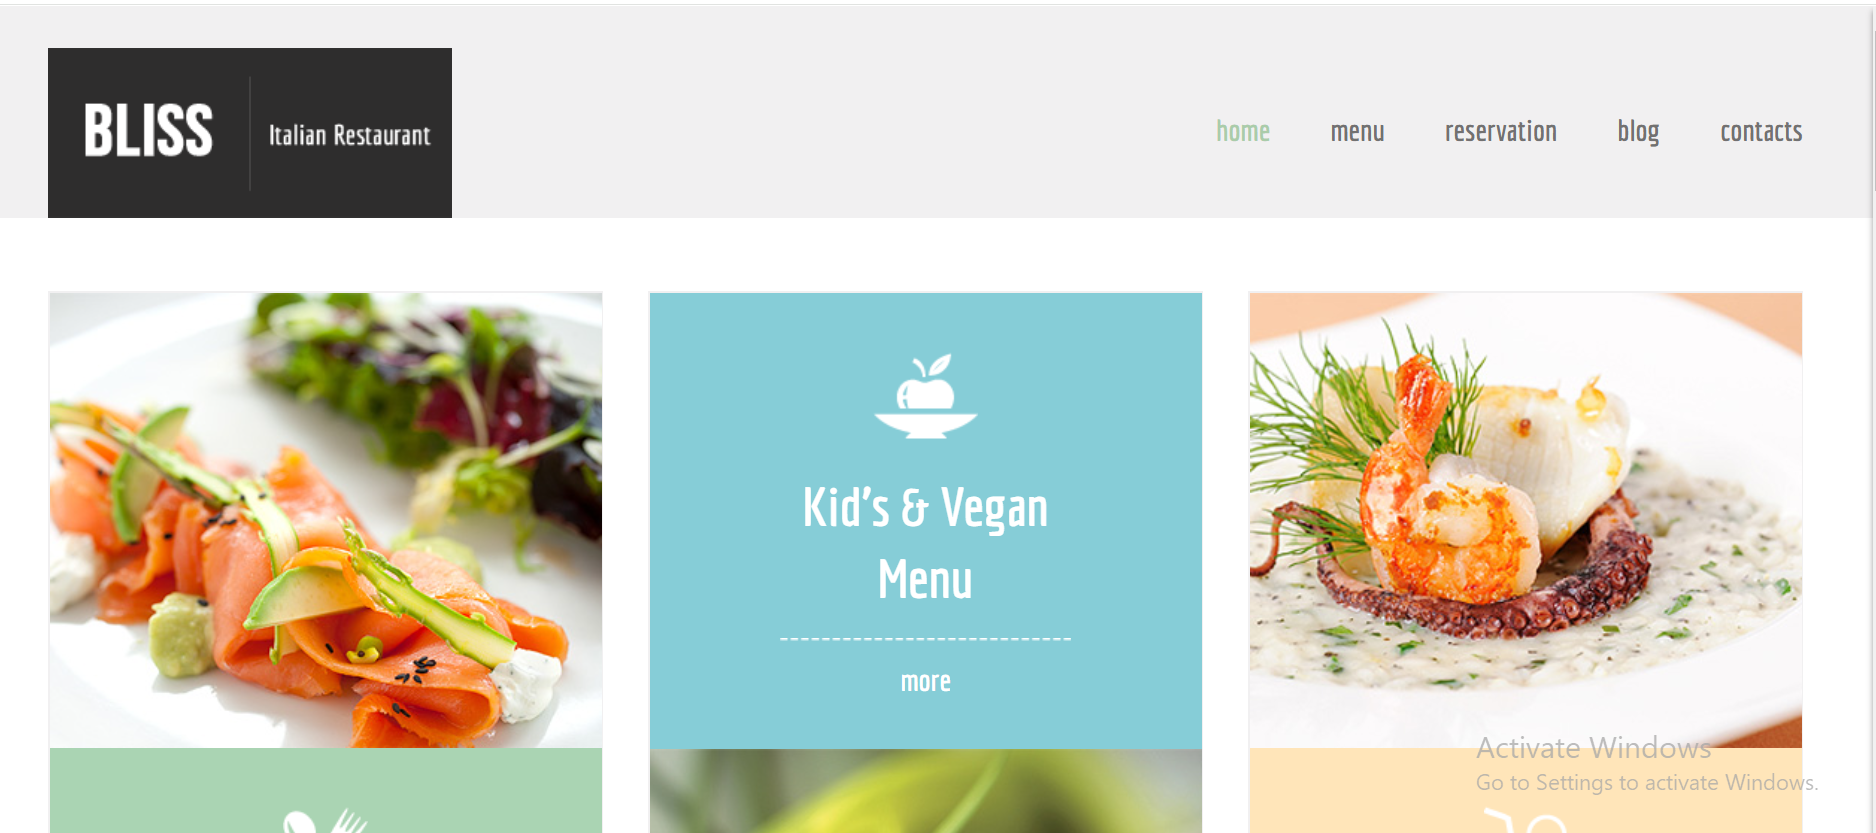 BLISS
Italian Restaurant
home
menu
reservation
blog
contacts
Kid's & Vegan
Menu
more
Activate Windows
Go to Settings to activate Windows.